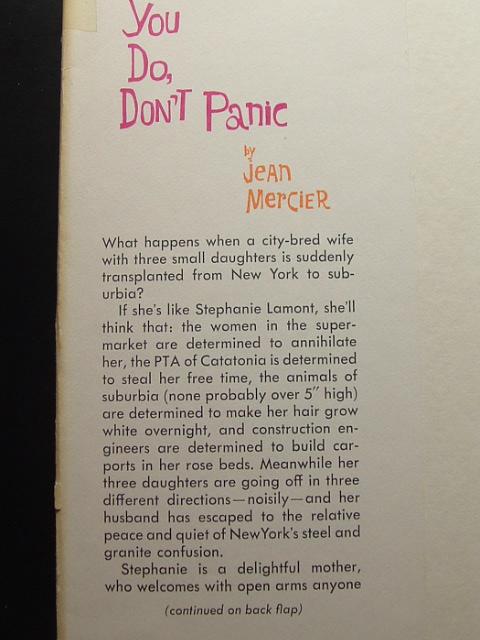 You
Do,
DON'T Panic
by
Jean
Mercier
What happens when a city-bred wife
with three small daughters is suddenly
transplanted from New York to sub-
urbia?
If she's like Stephanie Lamont, she'll
think that: the women in the super-
market are determined to annihilate
her, the PTA of Catatonia is determined
to steal her free time, the animals of
suburbia (none probably over 5" high)
are determined to make her hair grow
white overnight, and construction en-
gineers are determined to build car-
ports in her rose beds. Meanwhile her
three daughters are going off in three
different directions—noisily—and her
husband has escaped to the relative
peace and quiet of New York's steel and
granite confusion.
Stephanie is a delightful mother,
who welcomes with open arms anyone
(continued on back flap)